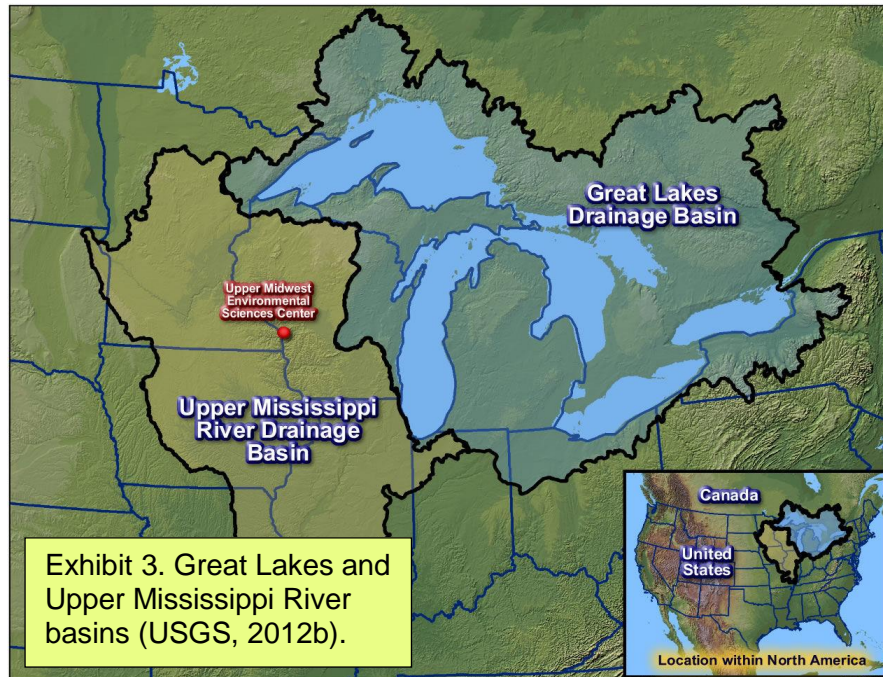 Great Lakes
Drainage Basin
Upper Midwest
Environmental
Sciences Center
Upper Mississippi
River Drainage
Basin
Exhibit 3. Great Lakes and
Upper Mississippi River
basins (USGS, 2012b).
Canada
United
States
Location within North America